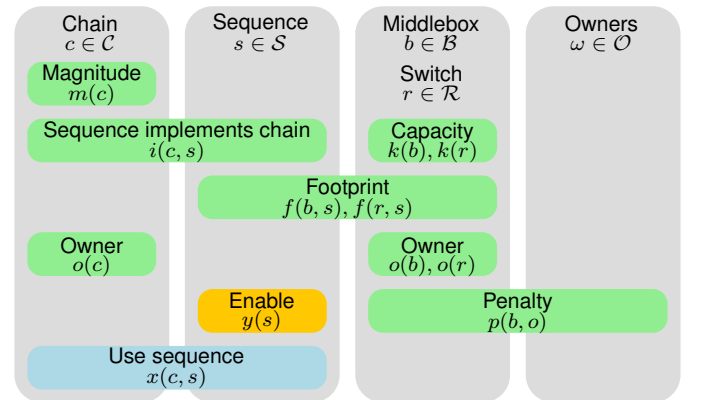 Chain Sequence Middlebox Owners
c ∈ 𝒞 s ∈ 𝒮 b ∈ ℬ ω ∈ 𝒪
Magnitude Switch
m(c) r ∈ ℛ
Sequence implements chain Capacity
i(c, s) k(b), k(r)
Footprint
f(b, s), f(r, s)
Owner Owner
o(c) o(b), o(r)
Enable Penalty
y(s) p(b, o)
Use sequence
x(c, s)